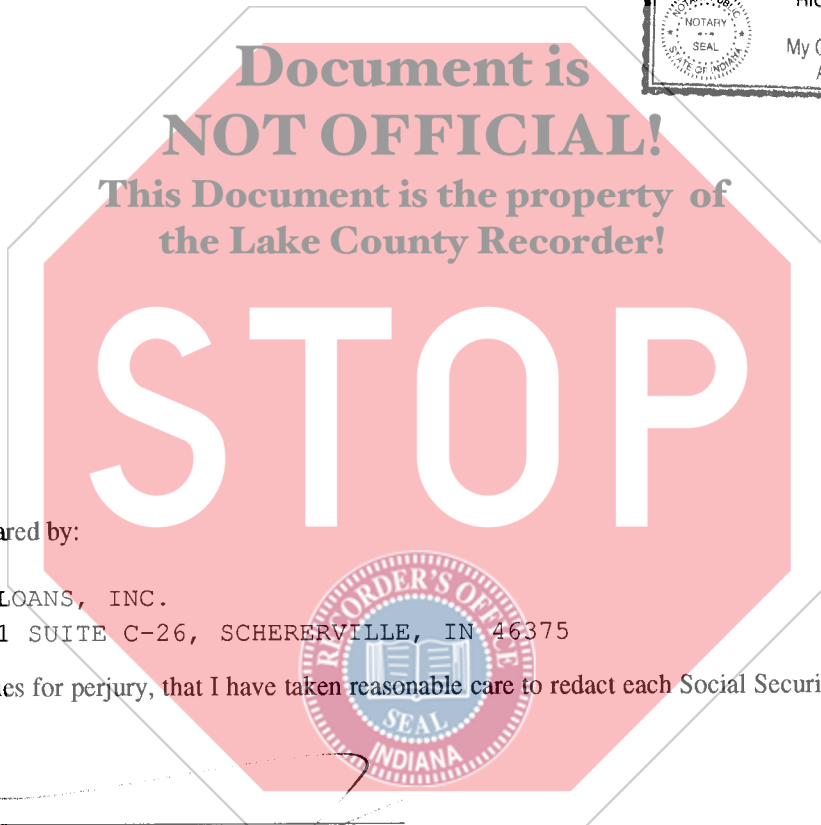 NOTARY
SEAL
STATE OF INDIANA
My
Document is
NOT OFFICIAL!
This Document is the property of
the Lake County Recorder!
STOP
ared by:
LOANS, INC.
1 SUITE C-26, SCHERERVILLE, IN 46375
es for perjury, that I have taken reasonable care to redact each Social Securi
RECORDER'S OFFICE
SEAL
INDIANA